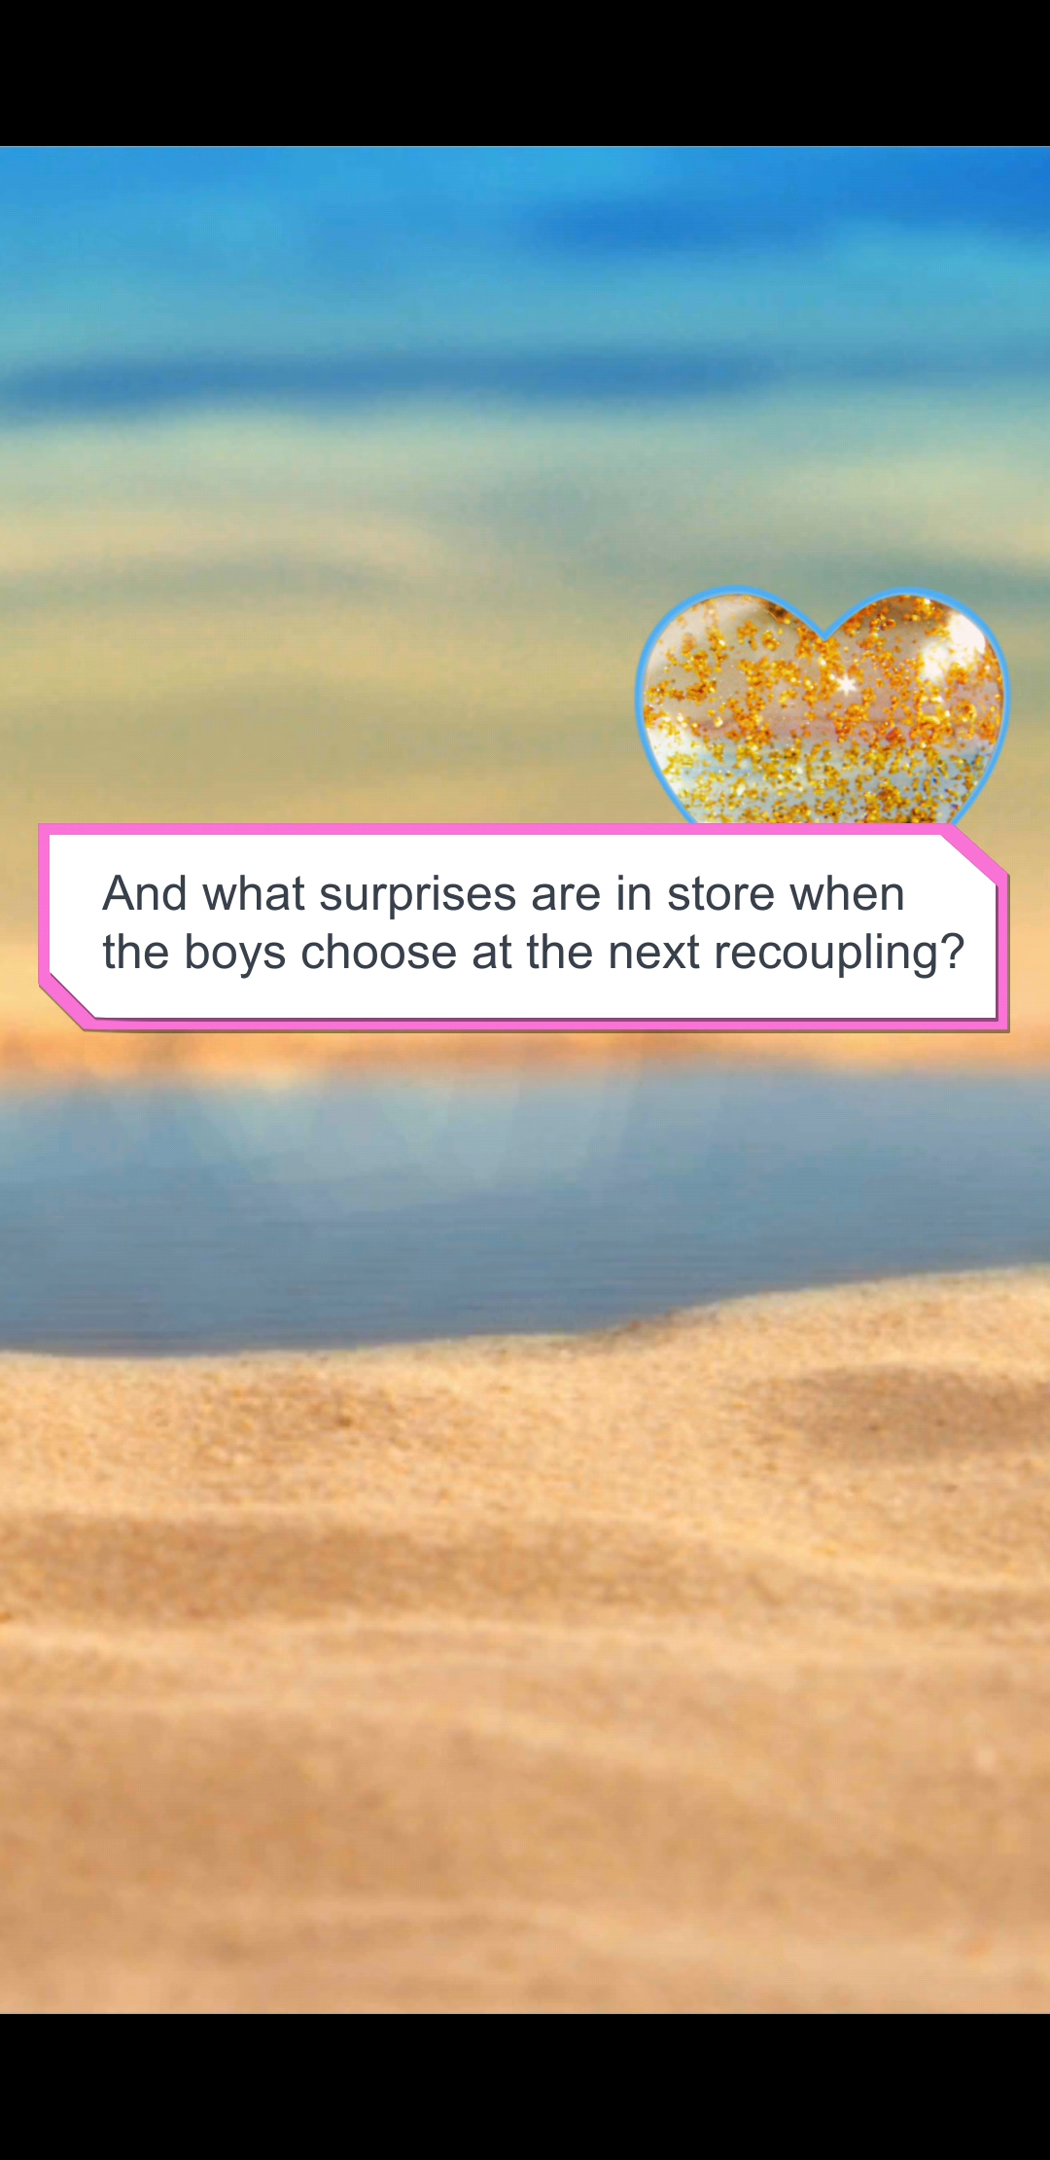 And what surprises are in store when
the boys choose at the next recoupling?